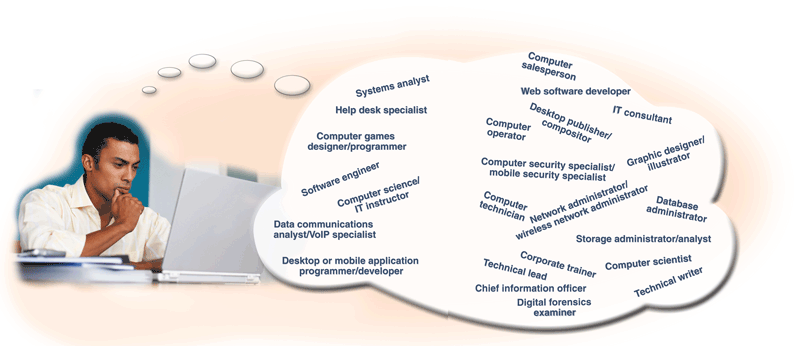 Systems analyst
Help desk specialist
Computer games
designer/programmer
Software engineer
Computer science/
IT instructor
Data communications
analyst/VoIP specialist
Desktop or mobile application
programmer/developer
Computer
salesperson
Web software developer
Desktop publisher/
compositor
IT consultant
Computer
operator
Graphic designer/
illustrator
Computer security specialist/
mobile security specialist
Computer
technician
Network administrator/
wireless network administrator
Database
administrator
Storage administrator/analyst
Corporate trainer
Computer scientist
Technical lead
Technical writer
Chief information officer
Digital forensics
examiner